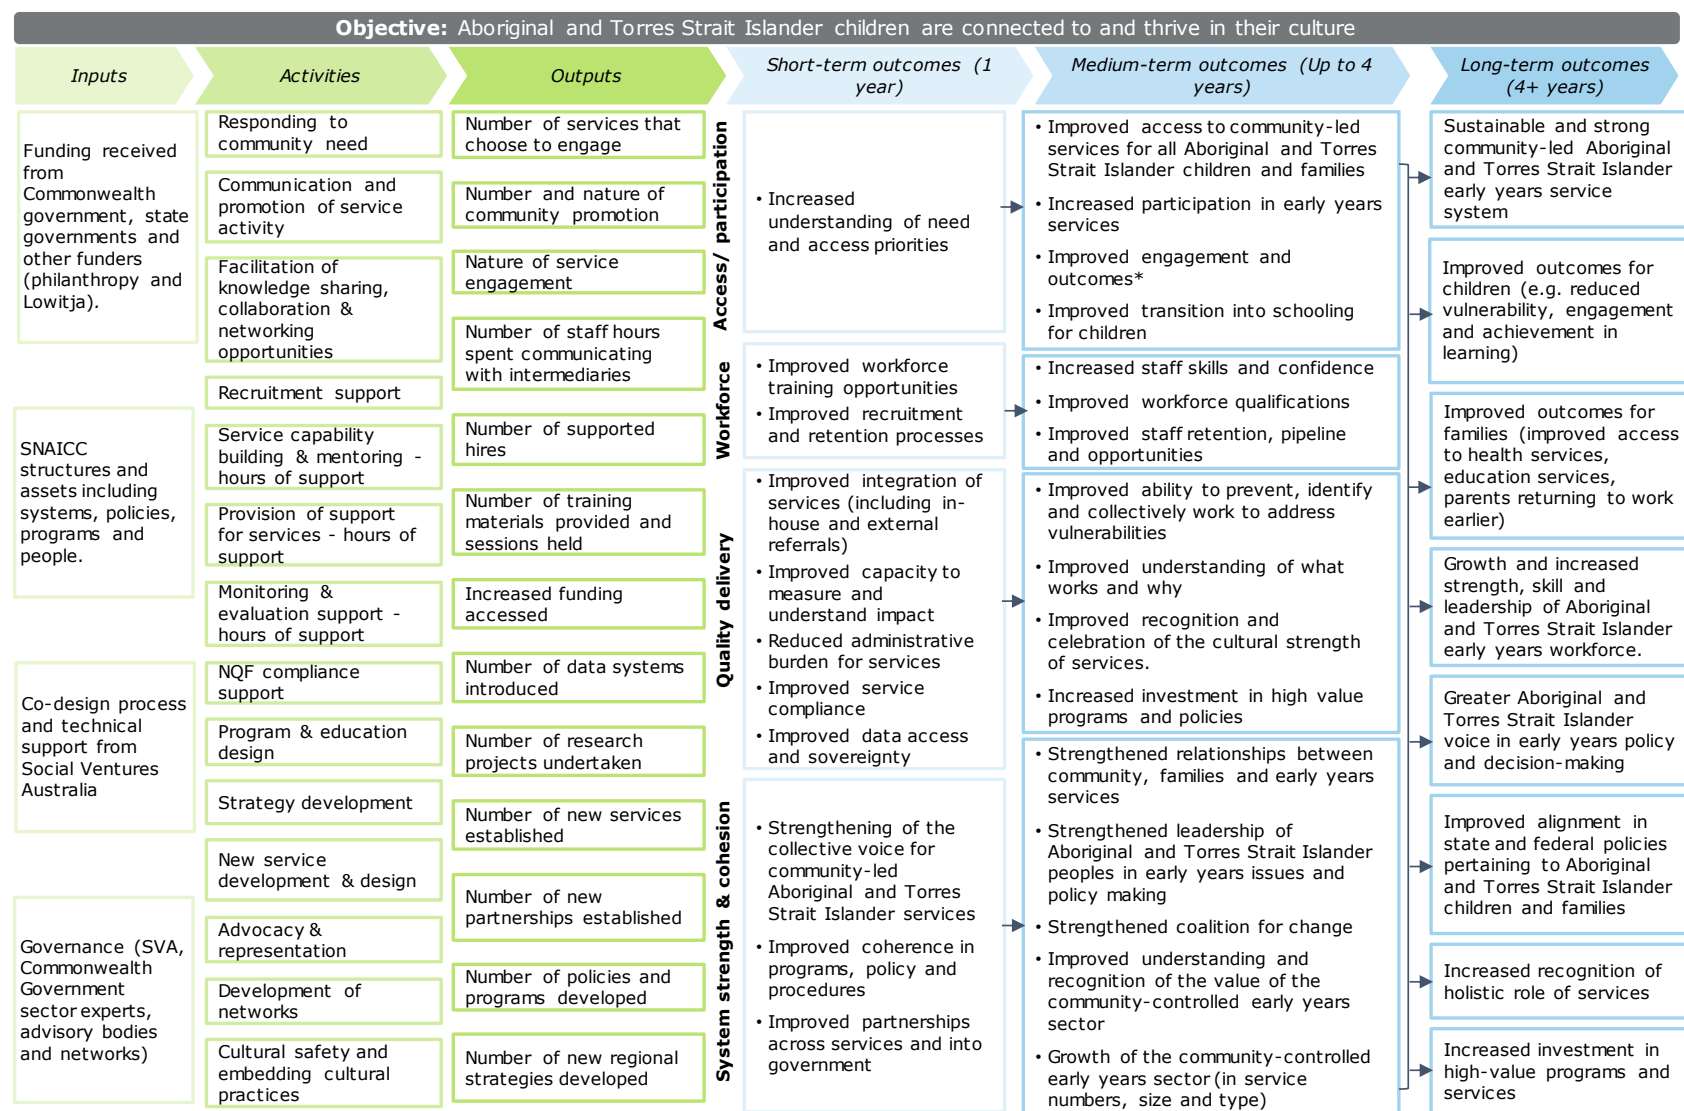 Objective: Aboriginal and Torres Strait Islander children are connected to and thrive in their culture
Inputs
Activities
Outputs
Short-term outcomes (1
year)
Medium-term outcomes (Up to 4
years)
Long-term outcomes
(4+ years)
Funding received
from
Commonwealth
government, state
governments and
other funders
(philanthropy and
Lowitja).
SNAICC
structures and
assets including
systems, policies,
programs and
people.
Co-design process
and technical
support from
Social Ventures
Australia
Governance (SVA,
Commonwealth
Government
sector experts,
advisory bodies
and networks)
Responding to
community need
Communication and
promotion of service
activity
Facilitation of
knowledge sharing,
collaboration &
networking
opportunities
Recruitment support
Service capability
building & mentoring -
hours of support
Provision of support
for services - hours of
support
Monitoring &
evaluation support -
hours of support
NQF compliance
support
Program & education
design
Strategy development
New service
development & design
Advocacy &
representation
Development of
networks
Cultural safety and
embedding cultural
practices
Number of services that
choose to engage
Number and nature of
community promotion
Nature of service
engagement
Number of staff hours
spent communicating
with intermediaries
Number of supported
hires
Number of training
materials provided and
sessions held
Increased funding
accessed
Number of data systems
introduced
Number of research
projects undertaken
Number of new services
established
Number of new
partnerships established
Number of policies and
programs developed
Number of new regional
strategies developed
Access/ participation
• Increased
understanding of need
and access priorities
• Improved access to community-led
services for all Aboriginal and Torres
Strait Islander children and families
• Increased participation in early years
services
• Improved engagement and
outcomes*
• Improved transition into schooling
for children
Workforce
• Improved workforce
training opportunities
• Improved recruitment
and retention processes
• Increased staff skills and confidence
• Improved workforce qualifications
• Improved staff retention, pipeline
and opportunities
Quality delivery
• Improved integration of
services (including in-
house and external
referrals)
• Improved capacity to
measure and
understand impact
• Reduced administrative
burden for services
• Improved service
compliance
• Improved data access
and sovereignty
• Improved ability to prevent, identify
and collectively work to address
vulnerabilities
• Improved understanding of what
works and why
• Improved recognition and
celebration of the cultural strength
of services.
• Increased investment in high value
programs and policies
System strength & cohesion
• Strengthening of the
collective voice for
community-led
Aboriginal and Torres
Strait Islander services
• Improved coherence in
programs, policy and
procedures
• Improved partnerships
across services and into
government
• Strengthened relationships between
community, families and early years
services
• Strengthened leadership of
Aboriginal and Torres Strait Islander
peoples in early years issues and
policy making
• Strengthened coalition for change
• Improved understanding and
recognition of the value of the
community-controlled early years
sector
• Growth of the community-controlled
early years sector (in service
numbers, size and type)
Sustainable and strong
community-led Aboriginal
and Torres Strait Islander
early years service
system
Improved outcomes for
children (e.g. reduced
vulnerability, engagement
and achievement in
learning)
Improved outcomes for
families (improved access
to health services,
education services,
parents returning to work
earlier)
Growth and increased
strength, skill and
leadership of Aboriginal
and Torres Strait Islander
early years workforce.
Greater Aboriginal and
Torres Strait Islander
voice in early years policy
and decision-making
Improved alignment in
state and federal policies
pertaining to Aboriginal
and Torres Strait Islander
children and families
Increased recognition of
holistic role of services
Increased investment in
high-value programs and
services